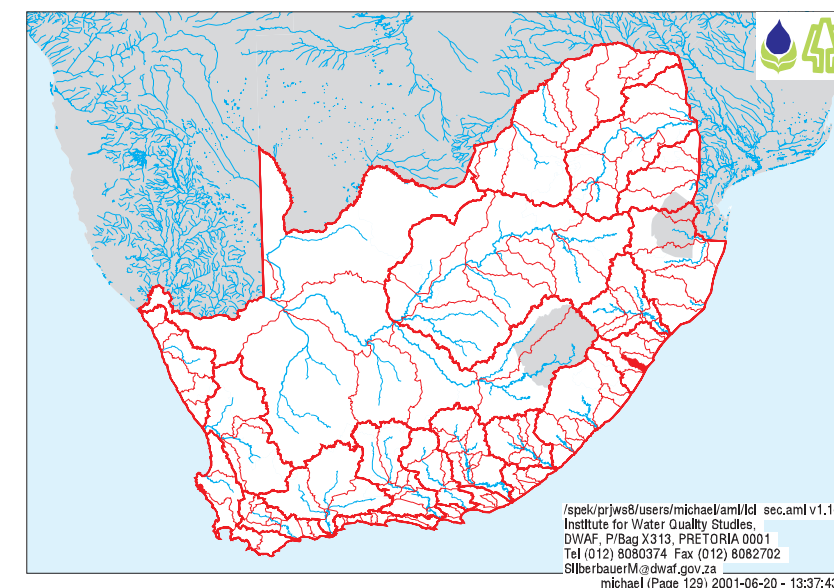 /spek/prjws8/users/michael/aml/lcl_sec.aml v1.1
Institute for Water Quality Studies,
DWAF, P/Bag X313, PRETORIA 0001
Tel (012) 8080374 Fax (012) 8082702
SilberbauerM@dwaf.gov.za
michael (Page 129) 2001-06-20 - 13:37:43